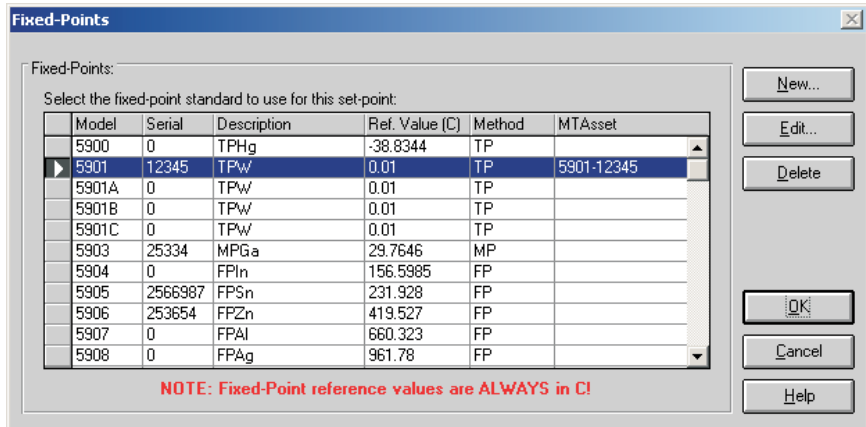 Fixed-Points
Fixed-Points:
Select the fixed-point standard to use for this set-point:
Model Serial Description Ref. Value (C) Method MTAsset
5900 0 TPHg -38.8344 TP
5901 12345 TPW 0.01 TP 5901-12345
5901A 0 TPW 0.01 TP
5901B 0 TPW 0.01 TP
5901C 0 TPW 0.01 TP
5903 25334 MPGa 29.7646 MP
5904 0 FPIn 156.5985 FP
5905 2566987 FPSn 231.928 FP
5906 253654 FPZn 419.527 FP
5907 0 FPAl 660.323 FP
5908 0 FPAg 961.78 FP
NOTE: Fixed-Point reference values are ALWAYS in C!
New...
Edit...
Delete
OK
Cancel
Help